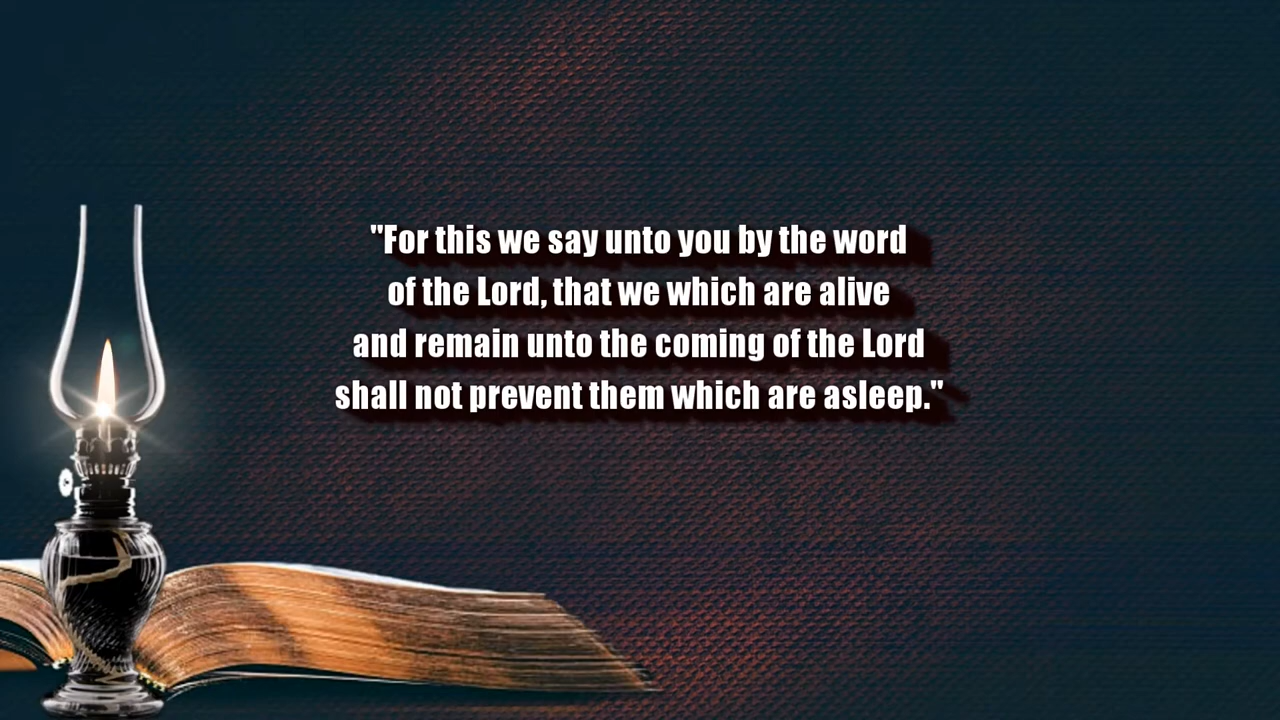 "For this we say unto you by the word
of the Lord, that we which are alive
and remain unto the coming of the Lord
shall not prevent them which are asleep."